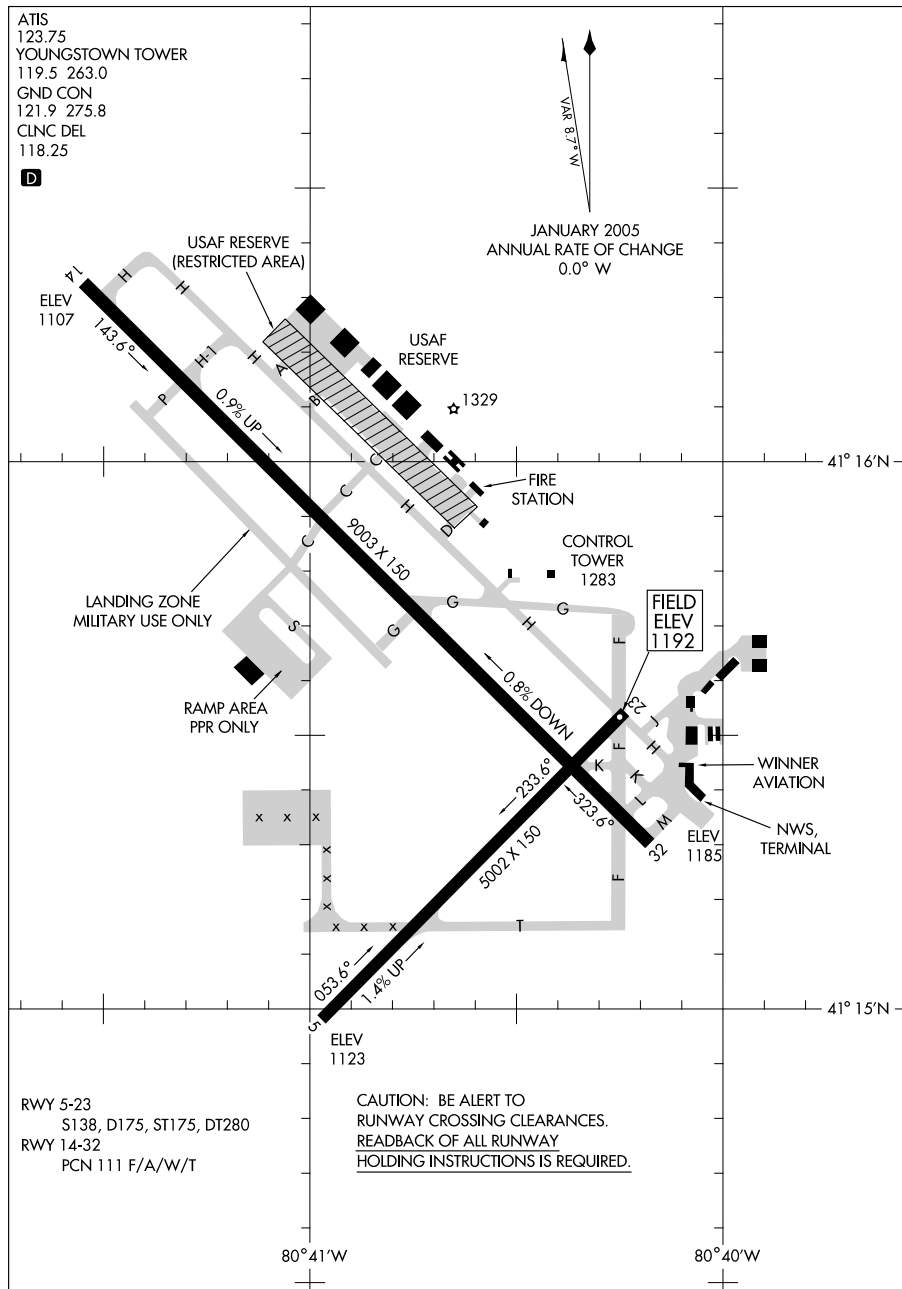 ATIS
123.75
YOUNGSTOWN TOWER
119.5 263.0
GND CON
121.9 275.8
CLNC DEL
118.25
D
VAR 8.7° W
JANUARY 2005
ANNUAL RATE OF CHANGE
0.0° W
USAF RESERVE
(RESTRICTED AREA)
14
H
H
ELEV
1107
143.6°
USAF
RESERVE
H-1
H
A
P
B
0.9% UP
1329
41°16'N
C
C
FIRE
STATION
H
D
C
9003 X 150
CONTROL
TOWER
1283
LANDING ZONE
MILITARY USE ONLY
FIELD
ELEV
1192
G
G
H
S
G
F
RAMP AREA
PPR ONLY
0.8% DOWN
23
J
H
F
K
K
WINNER
AVIATION
233.6°
323.6°
L
M
NWS,
TERMINAL
x x x
ELEV
1185
32
5002 X 150
x
x
F
x
x x x
T
053.6°
1.4% UP
5
41°15'N
ELEV
1123
RWY 5-23
S138, D175, ST175, DT280
RWY 14-32
PCN 111 F/A/W/T
CAUTION: BE ALERT TO
RUNWAY CROSSING CLEARANCES.
READBACK OF ALL RUNWAY
HOLDING INSTRUCTIONS IS REQUIRED.
80°41'W
80°40'W